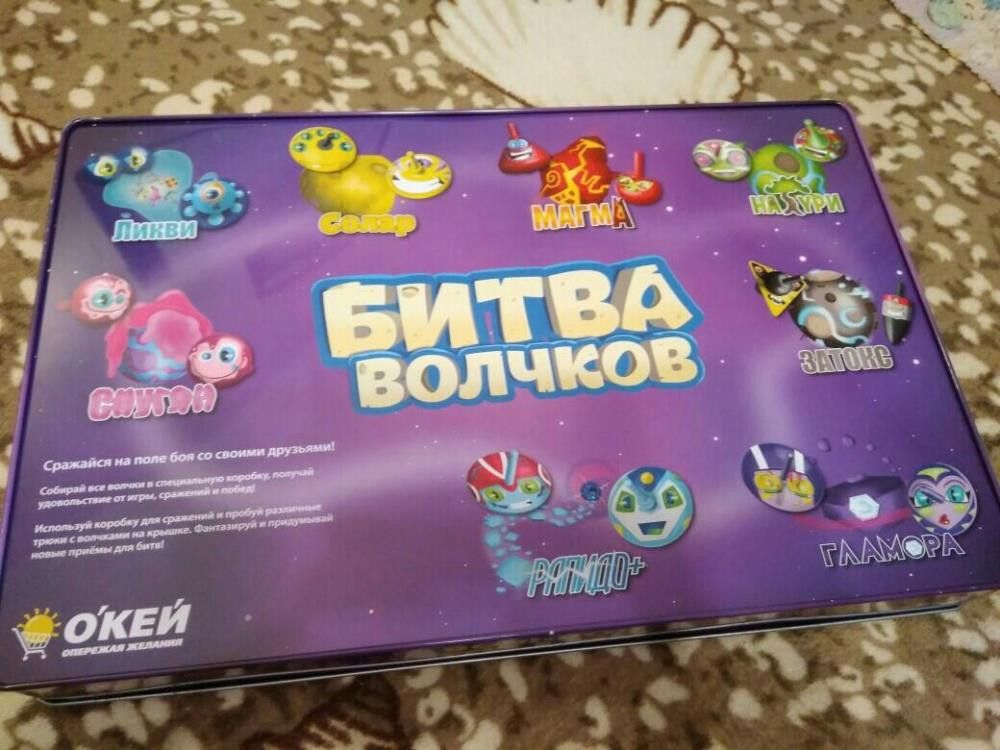 Ликви
Солар
МАГМА
НАТУРИ
БИТВА
ВОЛЧКОВ
СПУГАН
ЗАТОКС
Сражайся на поле боя со своими друзьями!
Собирай все волчки в специальную коробку, получай
удовольствие от игры, сражений и побед!
Используй коробку для сражений и пробуй различные
трюки с волчками на крышке. Фантазируй и придумывай
новые приёмы для битв!
РАПИДО+
ГЛАМОРА
О'КЕЙ
ОПЕРЕЖАЯ ЖЕЛАНИЯ